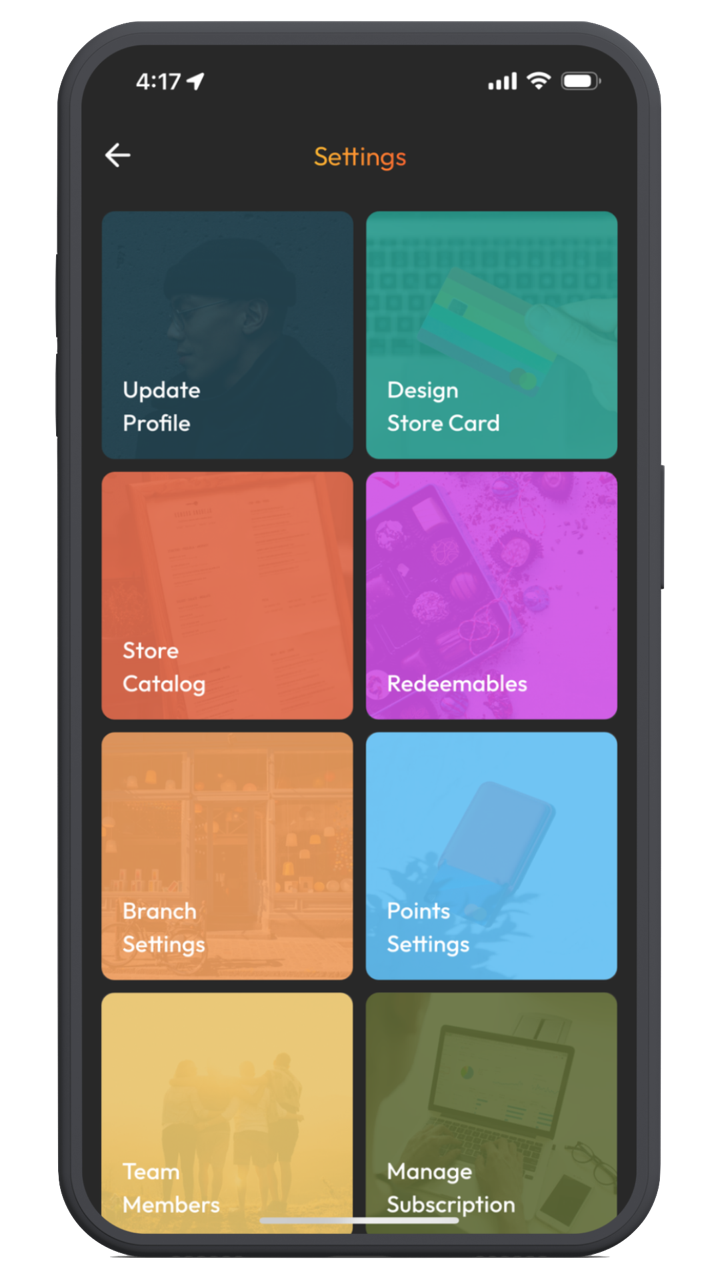 4:17
Settings
Update
Profile
Design
Store Card
Store
Catalog
Redeemables
Branch
Settings
Points
Settings
Team
Members
Manage
Subscription